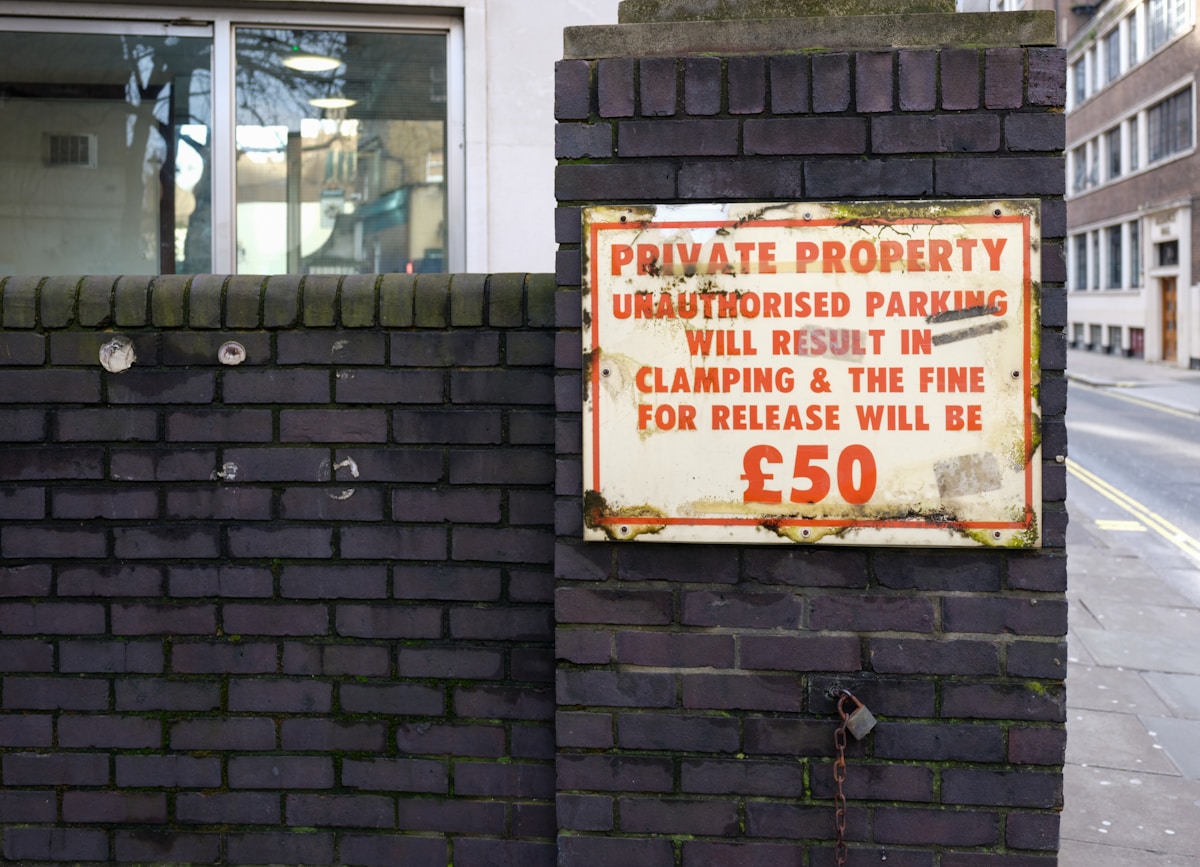 PRIVATE PROPERTY
UNAUTHORISED PARKING
WILL RESULT IN
CLAMPING & THE FINE
FOR RELEASE WILL BE
£50